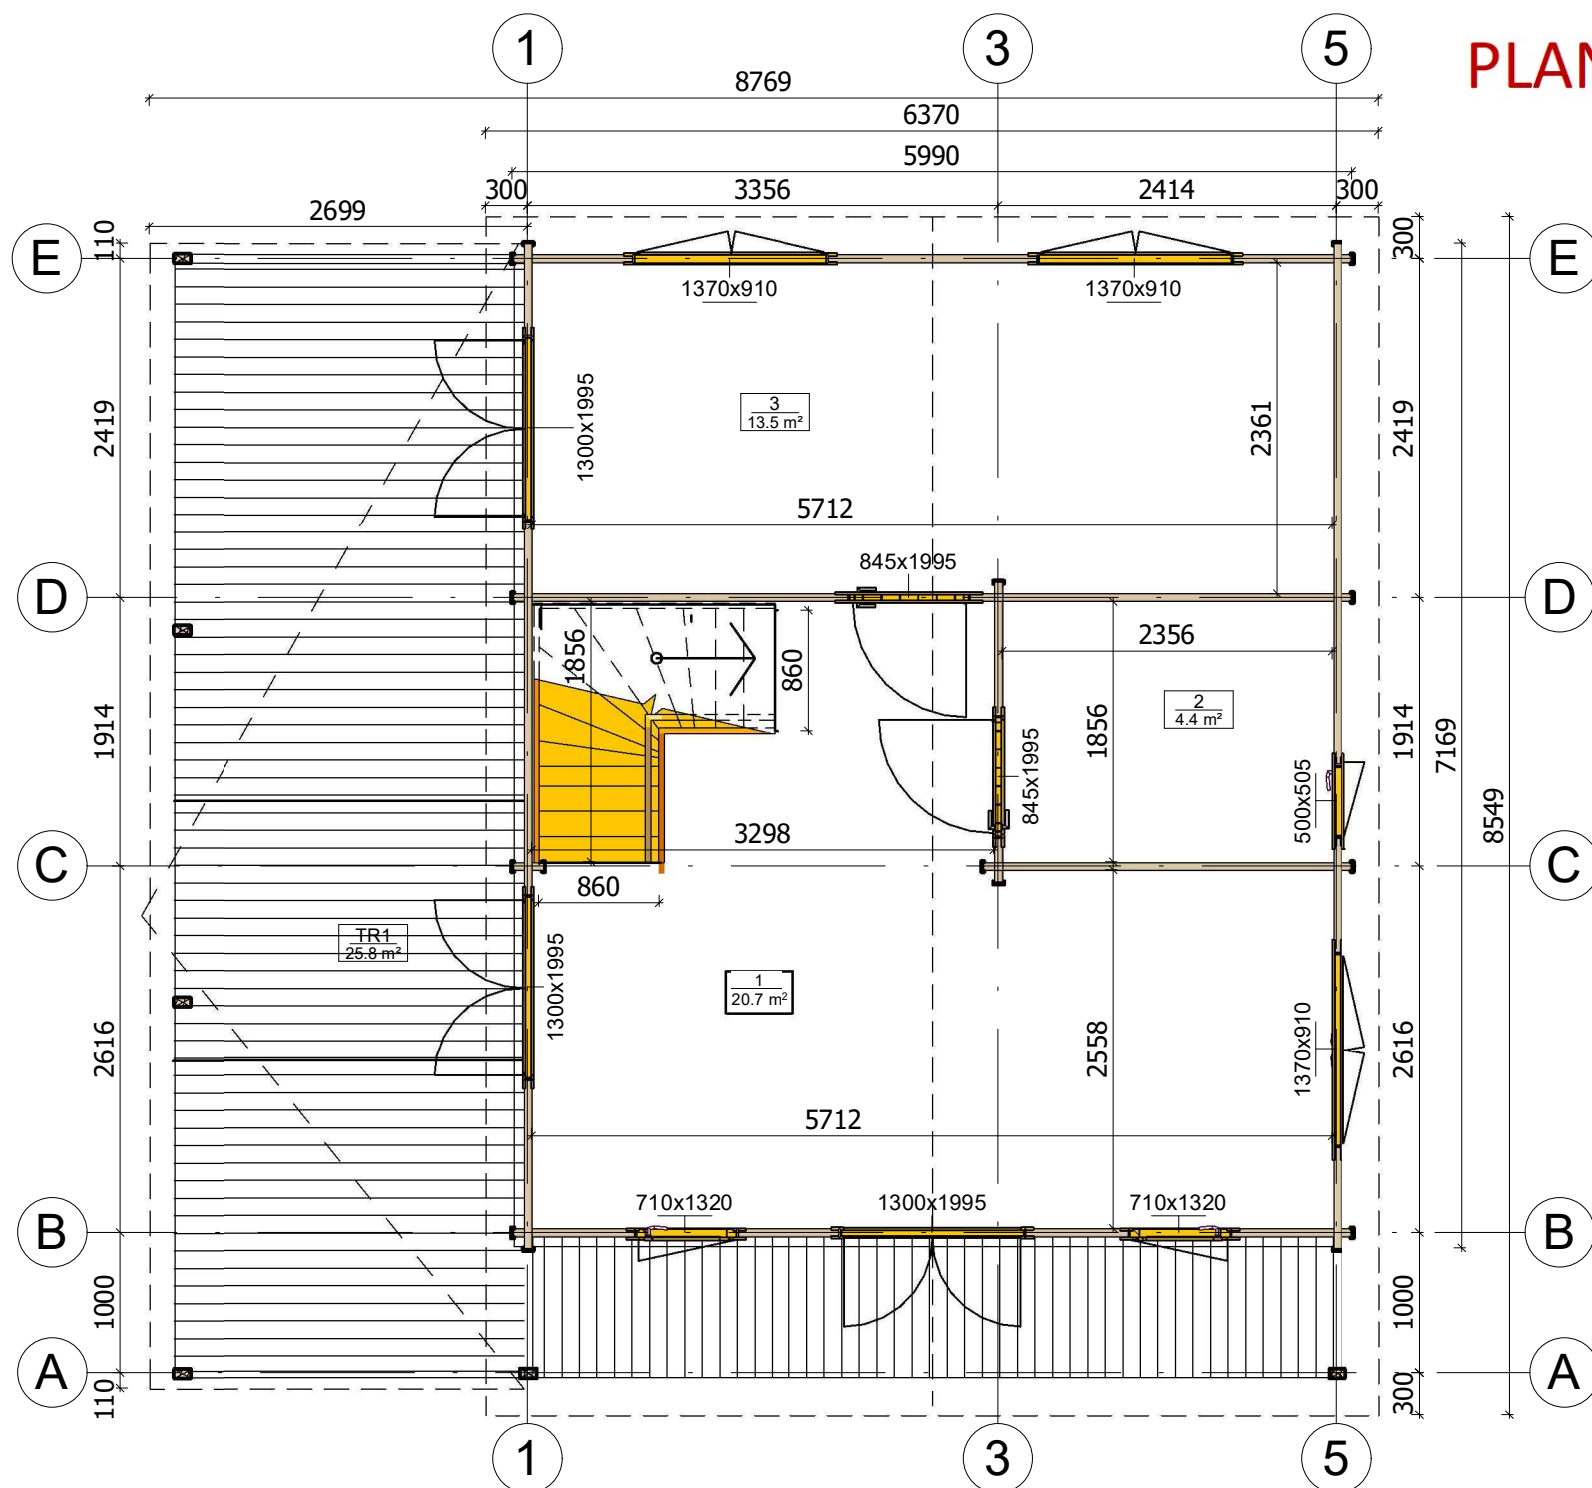 1
3
5
PLAN
8769
6370
5990
300
3356
2414
300
2699
110
300
E
E
1370x910
1370x910
1300x1995
3
13.5 m²
2419
2361
2419
5712
845x1995
D
D
1856
860
2356
2
4.4 m²
1914
1856
1914
7169
845x1995
500x505
8549
3298
C
C
860
TR1
25.8 m²
1300x1995
1
20.7 m²
2616
2558
1370x910
2616
5712
710x1320
1300x1995
710x1320
B
B
1000
1000
A
A
110
300
1
3
5